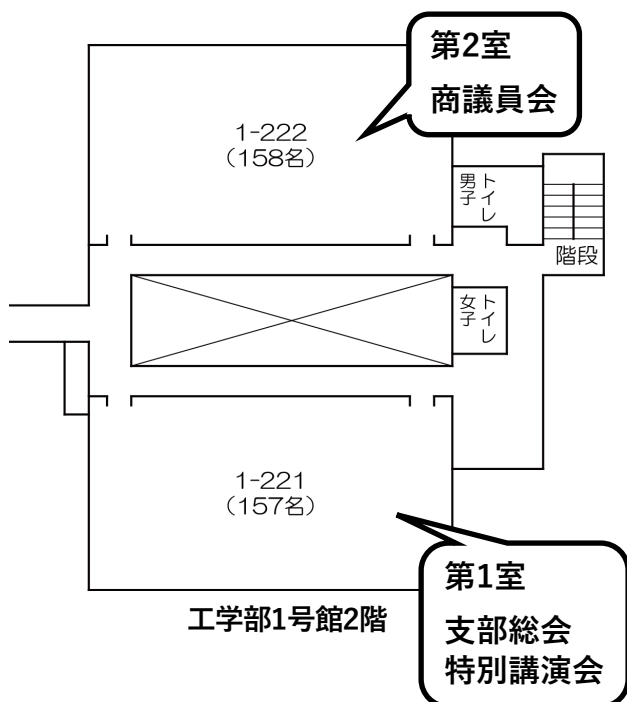 第2室
商議員会
1-222
（158名）
男子
トイレ
階段
女子
トイレ
1-221
（157名）
第1室
支部総会
特別講演会
工学部1号館2階